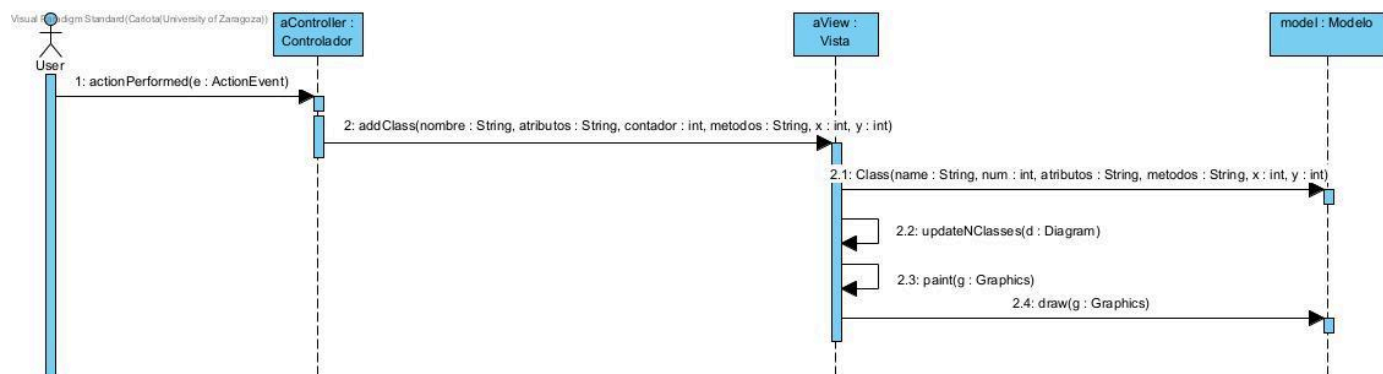 Visual Paradigm Standard(Carlota(University of Zaragoza))
aController :
Controlador
aView :
Vista
model : Modelo
User
1: actionPerformed(e : ActionEvent)
2: addClass(nombre : String, atributos : String, contador : int, metodos : String, x : int, y : int)
2.1: Class(name : String, num : int, atributos : String, metodos : String, x : int, y : int)
2.2: updateNClasses(d : Diagram)
2.3: paint(g : Graphics)
2.4: draw(g : Graphics)